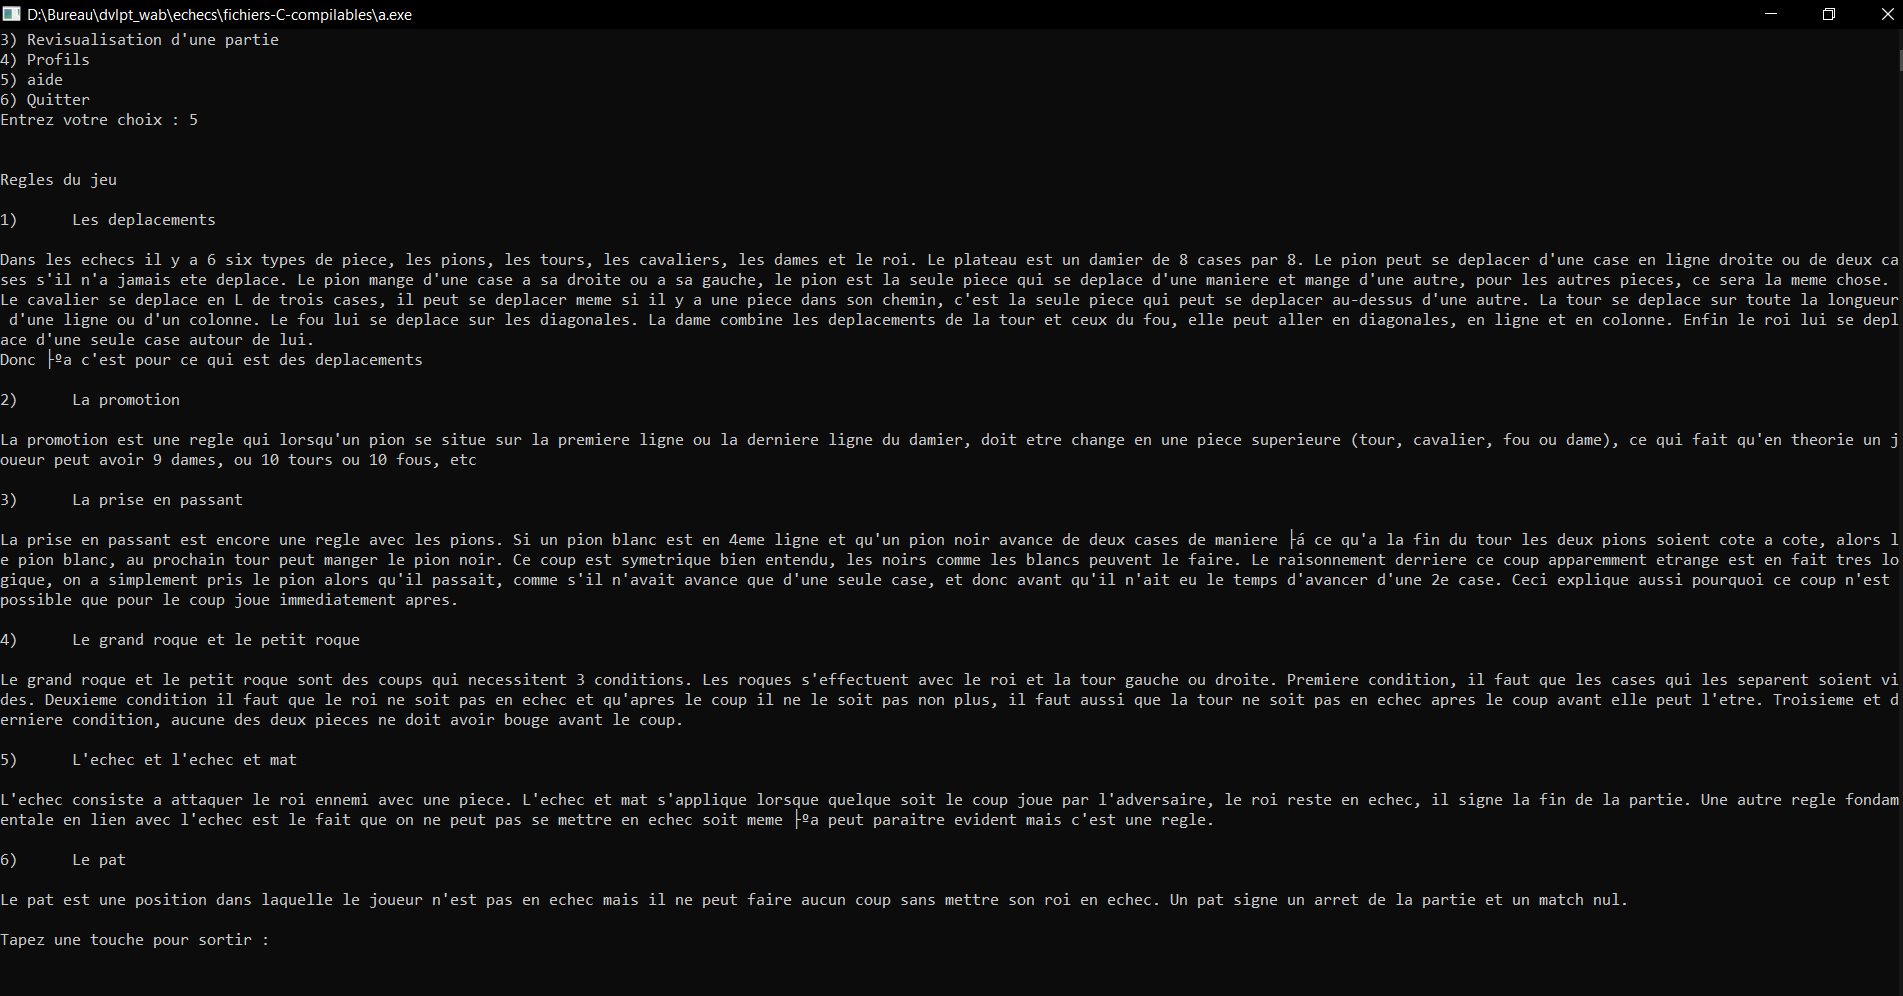 D:\Bureau\dvlpt_wab\echecs\fichiers-C-compilables\a.exe
3) Revisualisation d'une partie
4) Profils
5) aide
6) Quitter
Entrez votre choix : 5
Regles du jeu
1)      Les deplacements
Dans les echecs il y a 6 six types de piece, les pions, les tours, les cavaliers, les dames et le roi. Le plateau est un damier de 8 cases par 8. Le pion peut se deplacer d'une case en ligne droite ou de deux ca
ses s'il n'a jamais ete deplace. Le pion mange d'une case a sa droite ou a sa gauche, le pion est la seule piece qui se deplace d'une maniere et mange d'une autre, pour les autres pieces, ce sera la meme chose.
Le cavalier se deplace en L de trois cases, il peut se deplacer meme si il y a une piece dans son chemin, c'est la seule piece qui peut se deplacer au-dessus d'une autre. La tour se deplace sur toute la longueur
 d'une ligne ou d'un colonne. Le fou lui se deplace sur les diagonales. La dame combine les deplacements de la tour et ceux du fou, elle peut aller en diagonales, en ligne et en colonne. Enfin le roi lui se depl
ace d'une seule case autour de lui.
Donc ├ºa c'est pour ce qui est des deplacements
2)      La promotion
La promotion est une regle qui lorsqu'un pion se situe sur la premiere ligne ou la derniere ligne du damier, doit etre change en une piece superieure (tour, cavalier, fou ou dame), ce qui fait qu'en theorie un j
oueur peut avoir 9 dames, ou 10 tours ou 10 fous, etc
3)      La prise en passant
La prise en passant est encore une regle avec les pions. Si un pion blanc est en 4eme ligne et qu'un pion noir avance de deux cases de maniere ├á ce qu'a la fin du tour les deux pions soient cote a cote, alors l
e pion blanc, au prochain tour peut manger le pion noir. Ce coup est symetrique bien entendu, les noirs comme les blancs peuvent le faire. Le raisonnement derriere ce coup apparemment etrange est en fait tres lo
gique, on a simplement pris le pion alors qu'il passait, comme s'il n'avait avance que d'une seule case, et donc avant qu'il n'ait eu le temps d'avancer d'une 2e case. Ceci explique aussi pourquoi ce coup n'est
possible que pour le coup joue immediatement apres.
4)      Le grand roque et le petit roque
Le grand roque et le petit roque sont des coups qui necessitent 3 conditions. Les roques s'effectuent avec le roi et la tour gauche ou droite. Premiere condition, il faut que les cases qui les separent soient vi
des. Deuxieme condition il faut que le roi ne soit pas en echec et qu'apres le coup il ne le soit pas non plus, il faut aussi que la tour ne soit pas en echec apres le coup avant elle peut l'etre. Troisieme et d
erniere condition, aucune des deux pieces ne doit avoir bouge avant le coup.
5)      L'echec et l'echec et mat
L'echec consiste a attaquer le roi ennemi avec une piece. L'echec et mat s'applique lorsque quelque soit le coup joue par l'adversaire, le roi reste en echec, il signe la fin de la partie. Une autre regle fondam
entale en lien avec l'echec est le fait que on ne peut pas se mettre en echec soit meme ├ºa peut paraitre evident mais c'est une regle.
6)      Le pat
Le pat est une position dans laquelle le joueur n'est pas en echec mais il ne peut faire aucun coup sans mettre son roi en echec. Un pat signe un arret de la partie et un match nul.
Tapez une touche pour sortir :